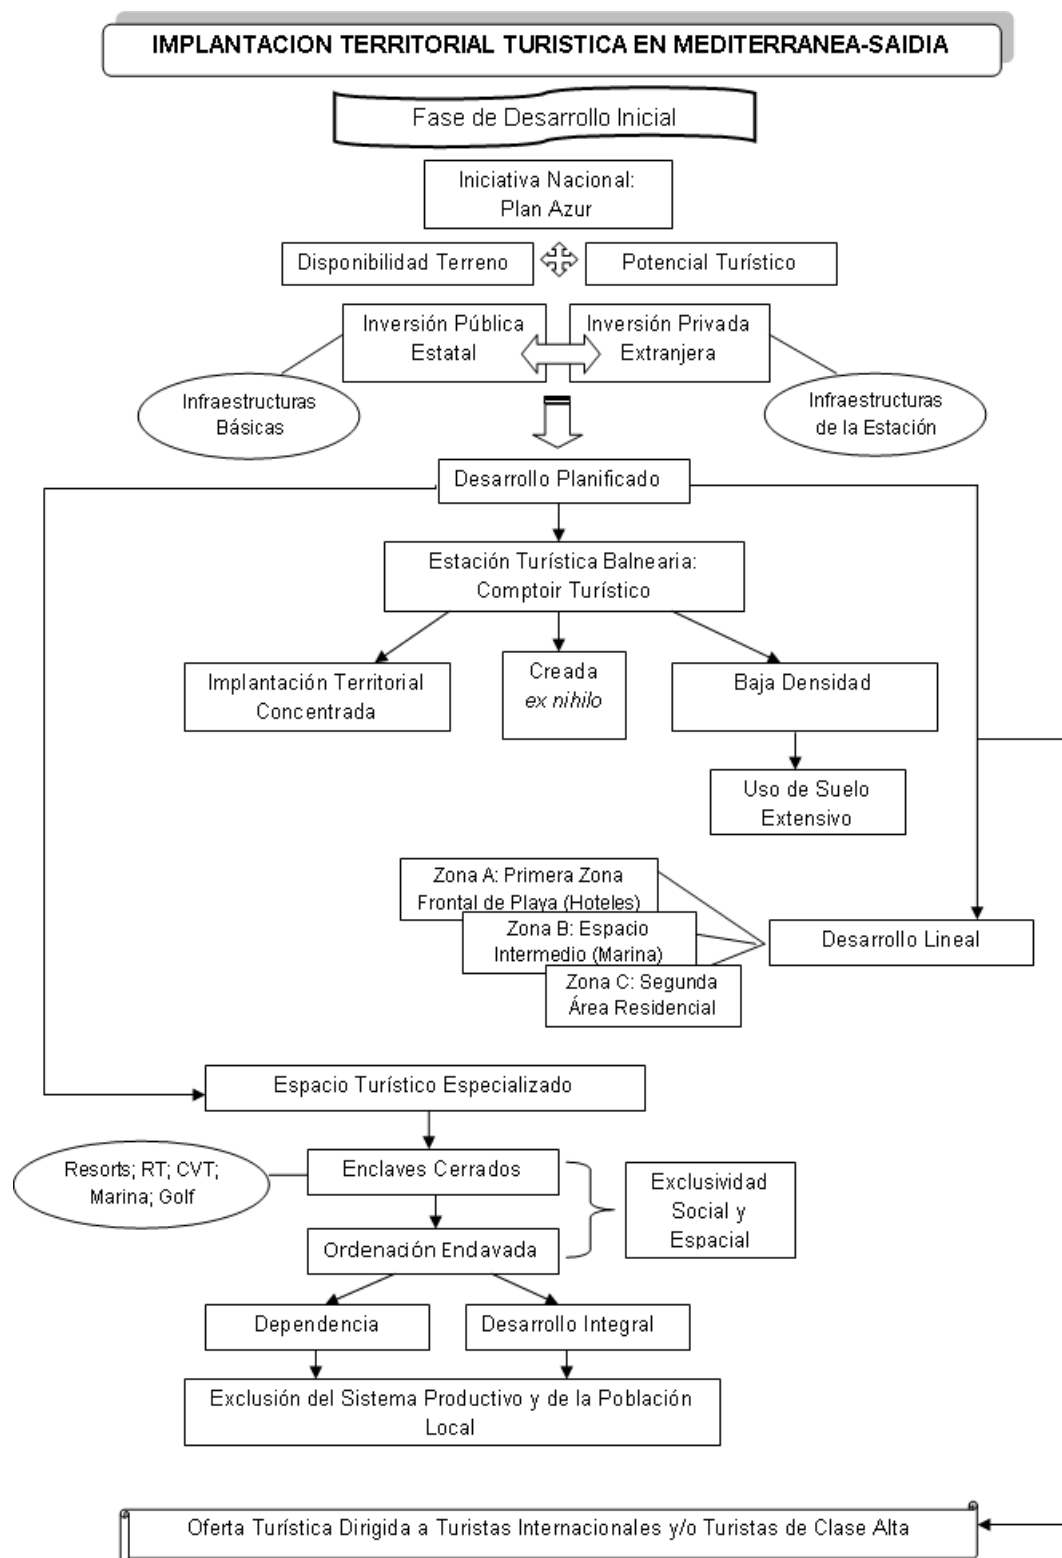 IMPLANTACION TERRITORIAL TURISTICA EN MEDITERRANEA-SAIDIA
Fase de Desarrollo Inicial
Iniciativa Nacional:
Plan Azur
Disponibilidad Terreno
Potencial Turístico
Inversión Pública
Estatal
Inversión Privada
Extranjera
Infraestructuras
Básicas
Infraestructuras
de la Estación
Desarrollo Planificado
Estación Turística Balnearia:
Comptoir Turístico
Implantación Territorial
Concentrada
Creada
ex nihilo
Baja Densidad
Uso de Suelo
Extensivo
Zona A: Primera Zona
Frontal de Playa (Hoteles)
Zona B: Espacio
Intermedio (Marina)
Zona C: Segunda
Área Residencial
Desarrollo Lineal
Espacio Turístico Especializado
Resorts; RT; CVT;
Marina; Golf
Enclaves Cerrados
Exclusividad
Social y
Espacial
Ordenación Endavada
Dependencia
Desarrollo Integral
Exclusión del Sistema Productivo y de la Población
Local
Oferta Turística Dirigida a Turistas Internacionales y/o Turistas de Clase Alta